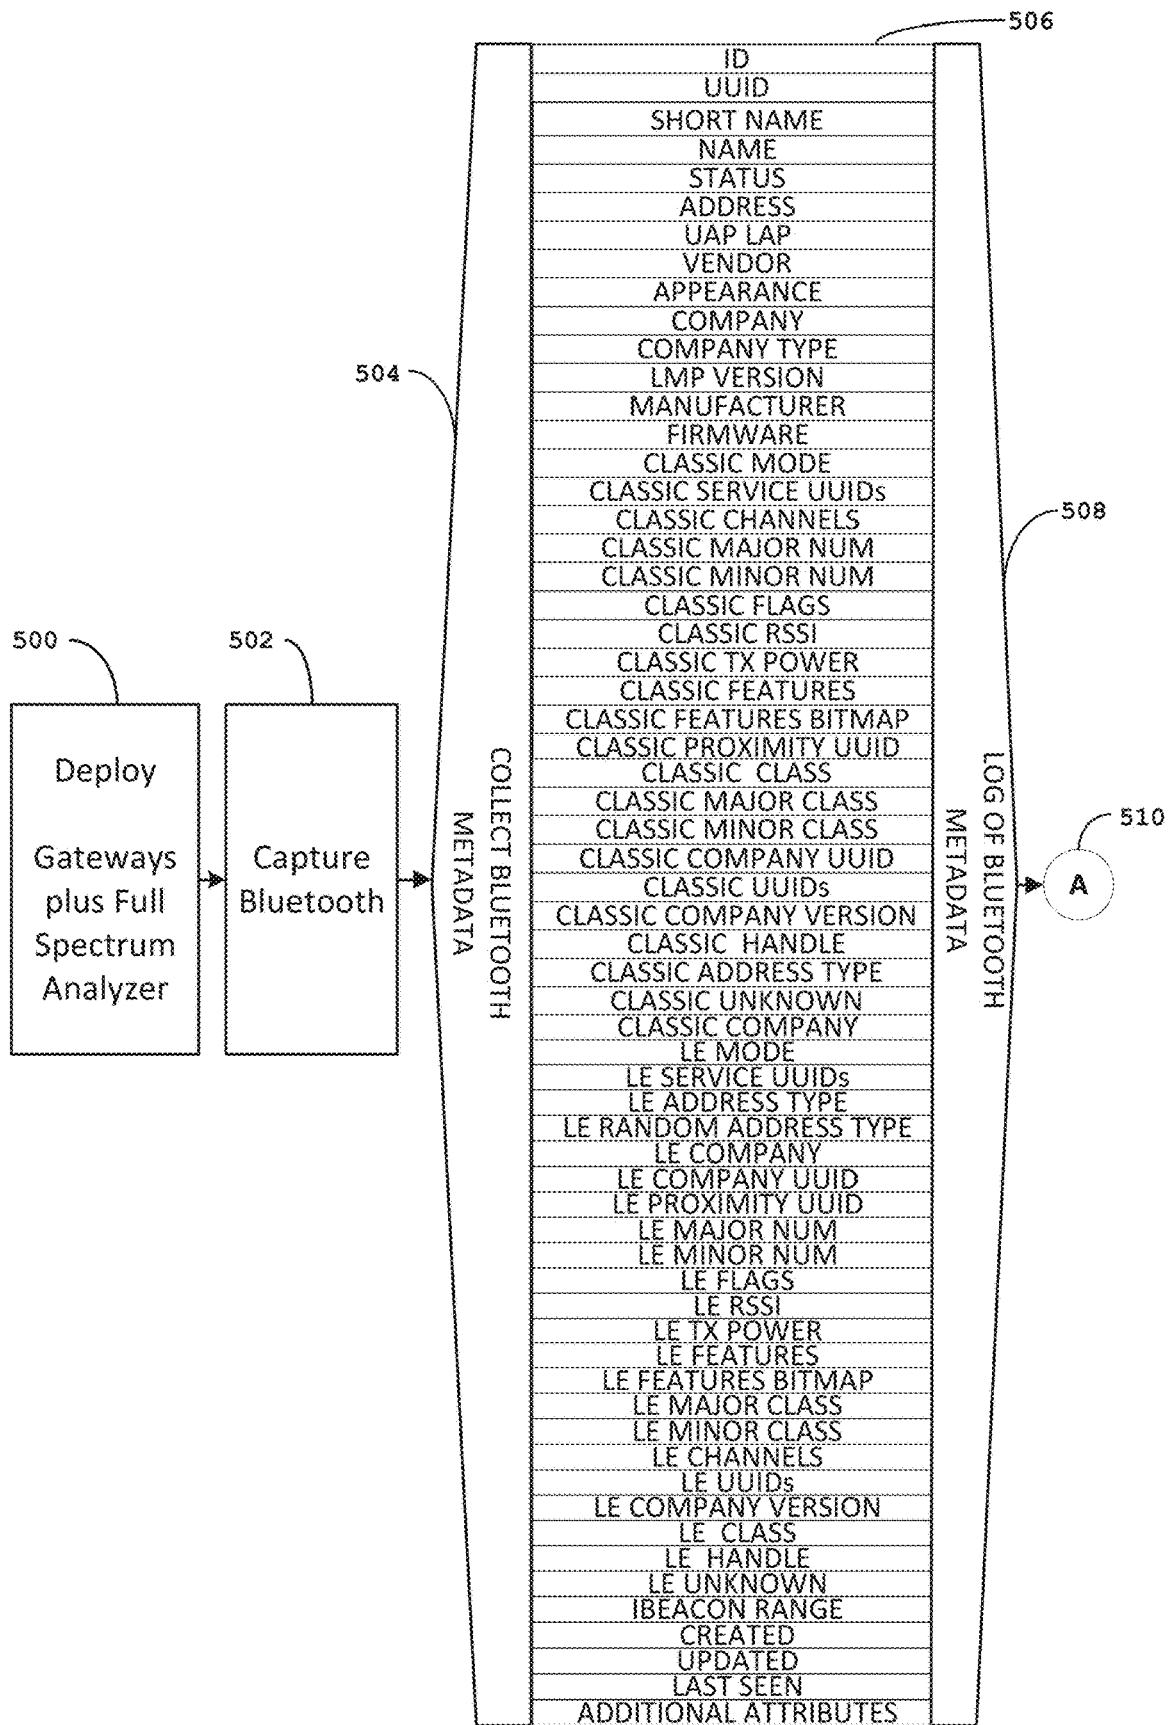 506
ID
UUID
SHORT NAME
NAME
STATUS
ADDRESS
UAP LAP
VENDOR
APPEARANCE
COMPANY
COMPANY TYPE
504
LMP VERSION
MANUFACTURER
FIRMWARE
CLASSIC MODE
CLASSIC SERVICE UUIDs
508
CLASSIC CHANNELS
CLASSIC MAJOR NUM
CLASSIC MINOR NUM
CLASSIC FLAGS
CLASSIC RSSI
CLASSIC TX POWER
CLASSIC FEATURES
CLASSIC FEATURES BITMAP
CLASSIC PROXIMITY UUID
CLASSIC  CLASS
CLASSIC MAJOR CLASS
CLASSIC MINOR CLASS
CLASSIC COMPANY UUID
CLASSIC UUIDs
CLASSIC COMPANY VERSION
CLASSIC  HANDLE
CLASSIC ADDRESS TYPE
CLASSIC UNKNOWN
CLASSIC COMPANY
LE MODE
LE SERVICE UUIDs
LE ADDRESS TYPE
LE RANDOM ADDRESS TYPE
LE COMPANY
LE COMPANY UUID
LE PROXIMITY UUID
LE MAJOR NUM
LE MINOR NUM
LE FLAGS
LE RSSI
LE TX POWER
LE FEATURES
LE FEATURES BITMAP
LE MAJOR CLASS
LE MINOR CLASS
LE CHANNELS
LE UUIDs
LE COMPANY VERSION
LE  CLASS
LE  HANDLE
LE UNKNOWN
IBEACON RANGE
CREATED
UPDATED
LAST SEEN
ADDITIONAL ATTRIBUTES
500
Deploy
Gateways
plus Full
Spectrum
Analyzer
502
Capture
Bluetooth
COLLECT BLUETOOTH
METADATA
LOG OF BLUETOOTH
METADATA
510
A